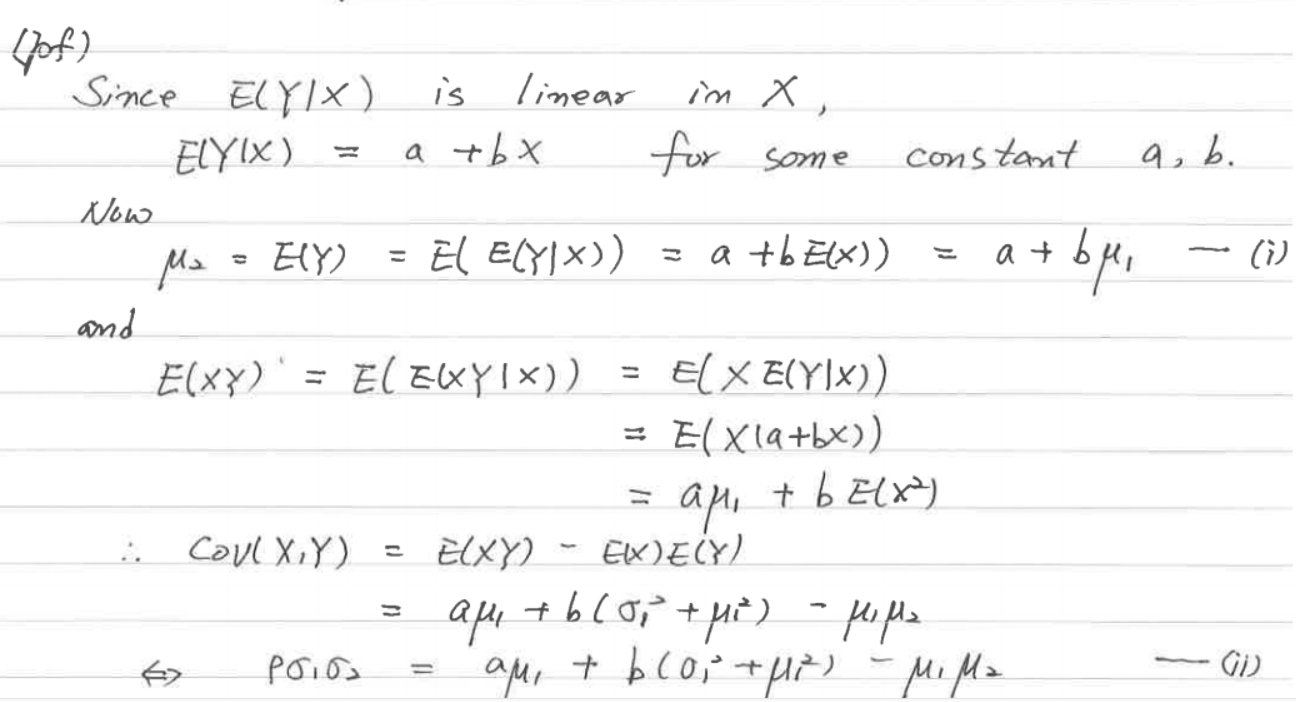 (pf)
Since E(Y|X) is linear in X,
E(Y|X) = a + bX for some constant a, b.
Now
μ₂ = E(Y) = E( E(Y|X)) = a + bE(X)) = a + bμ₁ — (i)
and
E(XY) = E( E(XY|X)) = E( X E(Y|X))
= E( X(a+bX))
= aμ₁ + b E(X²)
∴ Cov( X,Y) = E(XY) - E(X)E(Y)
= aμ₁ + b( σ₁² + μ₁²) - μ₁μ₂
⇔ ρσ₁σ₂ = aμ₁ + b(σ₁² + μ₁²) - μ₁μ₂ — (ii)